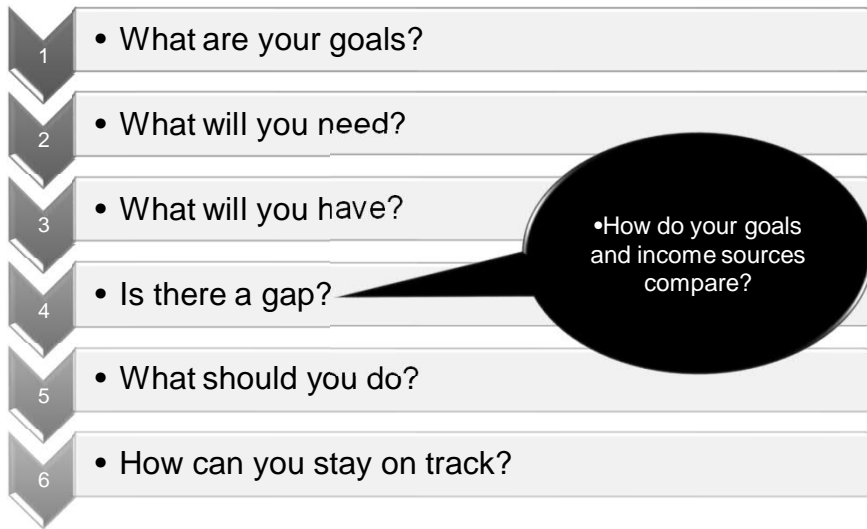 1
• What are your goals?
2
• What will you need?
3
• What will you have?
•How do your goals
and income sources
compare?
4
• Is there a gap?
5
• What should you do?
6
• How can you stay on track?